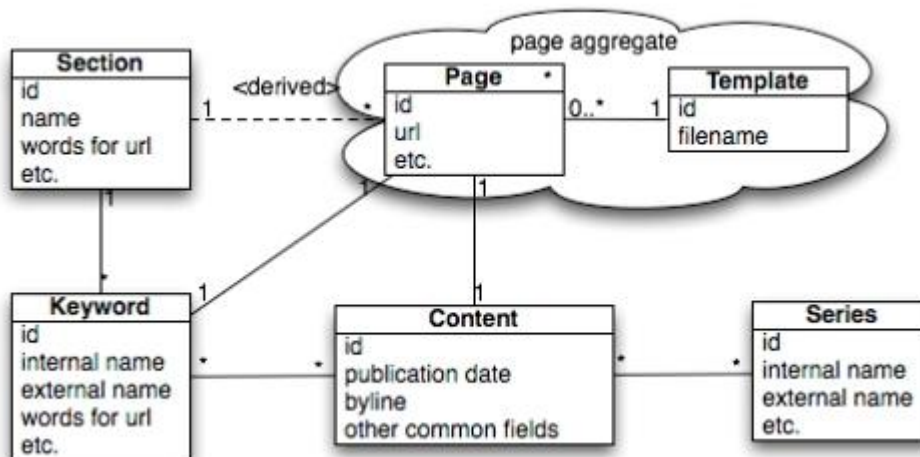 page aggregate
Section
id
name
words for url
etc.
<derived>
1
*
Page
*
id
url
etc.
0..*
1
Template
id
filename
1
1
1
*
1
1
Keyword
id
internal name
external name
words for url
etc.
*
*
Content
id
publication date
byline
other common fields
*
*
Series
id
internal name
external name
etc.